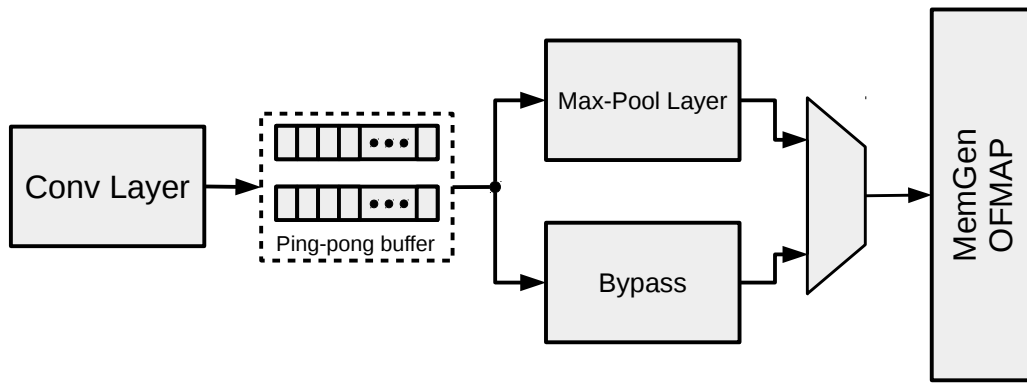 Conv Layer
Ping-pong buffer
Max-Pool Layer
Bypass
MemGen
OFMAP